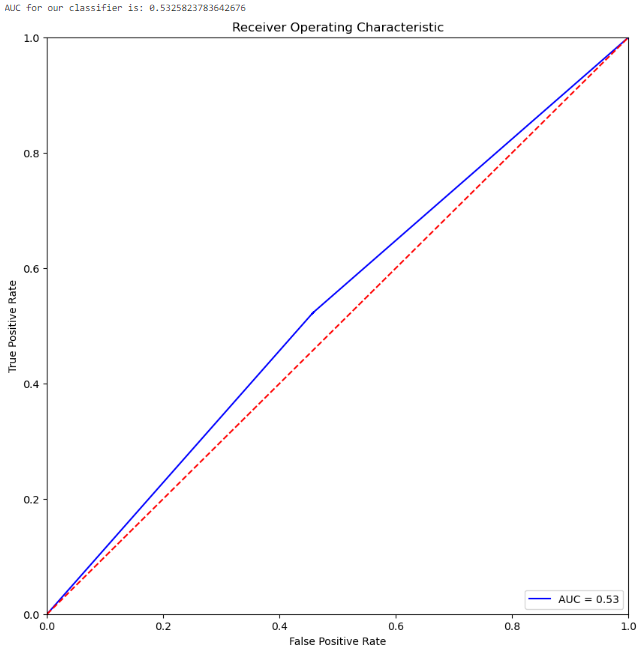 AUC for our classifier is: 0.5325823783642676
Receiver Operating Characteristic
1.0
0.8
0.6
0.4
0.2
0.0
True Positive Rate
AUC = 0.53
0.0 0.2 0.4 0.6 0.8 1.0
False Positive Rate